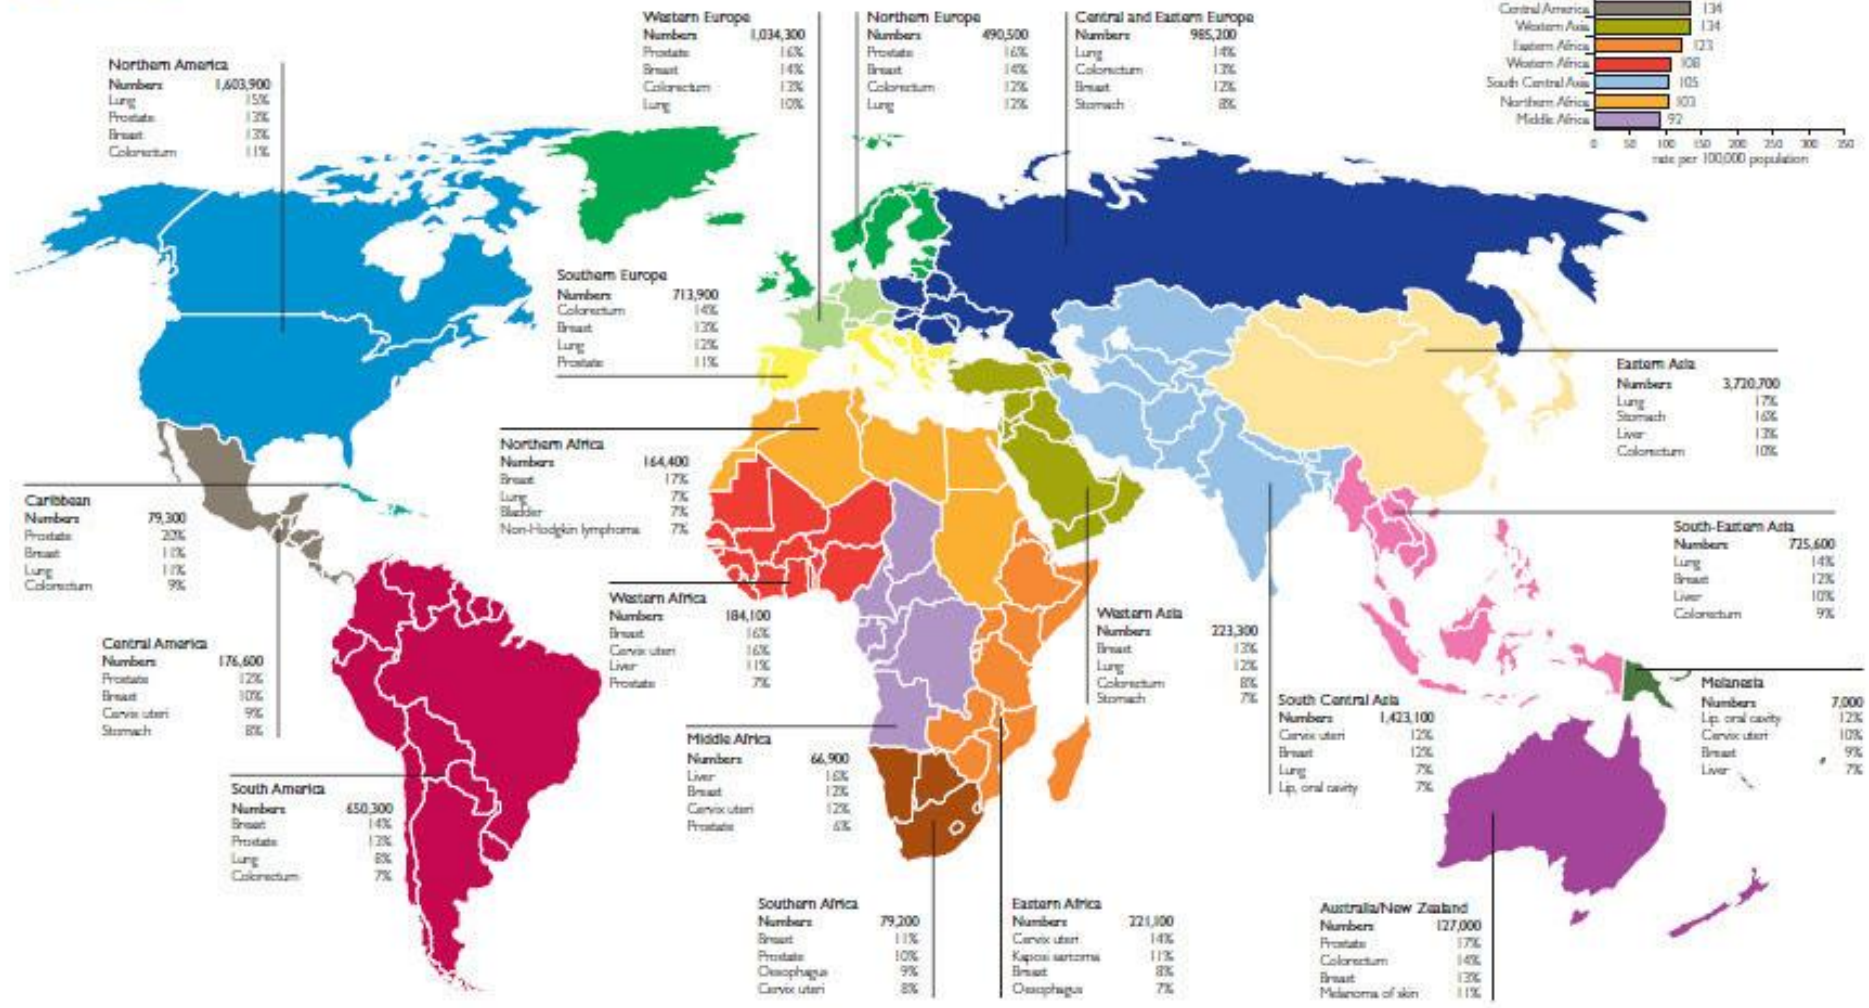 Northern America
Numbers 1,603,900
Lung 15%
Prostate 13%
Breast 13%
Colorectum 11%
Western Europe
Numbers 1,034,300
Prostate 16%
Breast 14%
Colorectum 13%
Lung 10%
Northern Europe
Numbers 490,500
Prostate 16%
Breast 14%
Colorectum 12%
Lung 12%
Central and Eastern Europe
Numbers 985,200
Lung 14%
Colorectum 13%
Breast 12%
Stomach 8%
Central America 134
Western Asia 134
Eastern Africa 123
Western Africa 108
South Central Asia 105
Northern Africa 103
Middle Africa 92
0 50 100 150 200 250 300 350
rate per 100,000 population
Southern Europe
Numbers 713,900
Colorectum 14%
Breast 13%
Lung 12%
Prostate 11%
Eastern Asia
Numbers 3,720,700
Lung 17%
Stomach 16%
Liver 13%
Colorectum 10%
Northern Africa
Numbers 164,400
Breast 17%
Lung 7%
Bladder 7%
Non-Hodgkin lymphoma 7%
Caribbean
Numbers 79,300
Prostate 20%
Breast 11%
Lung 11%
Colorectum 9%
South-Eastern Asia
Numbers 725,600
Lung 14%
Breast 12%
Liver 10%
Colorectum 9%
Western Africa
Numbers 184,100
Breast 16%
Cervix uteri 16%
Liver 11%
Prostate 7%
Western Asia
Numbers 223,300
Breast 13%
Lung 12%
Colorectum 8%
Stomach 7%
Central America
Numbers 176,600
Prostate 12%
Breast 10%
Cervix uteri 9%
Stomach 8%
Melanesia
Numbers 7,000
Lip, oral cavity 12%
Cervix uteri 10%
Breast 9%
Liver 7%
South Central Asia
Numbers 1,423,100
Cervix uteri 12%
Breast 12%
Lung 7%
Lip, oral cavity 7%
Middle Africa
Numbers 66,900
Liver 16%
Breast 12%
Cervix uteri 12%
Prostate 6%
South America
Numbers 650,300
Breast 14%
Prostate 13%
Lung 8%
Colorectum 7%
Southern Africa
Numbers 79,200
Breast 11%
Prostate 10%
Oesophagus 9%
Cervix uteri 8%
Eastern Africa
Numbers 221,100
Cervix uteri 14%
Kaposi sarcoma 11%
Breast 8%
Oesophagus 7%
Australia/New Zealand
Numbers 127,000
Prostate 17%
Colorectum 14%
Breast 13%
Melanoma of skin 11%